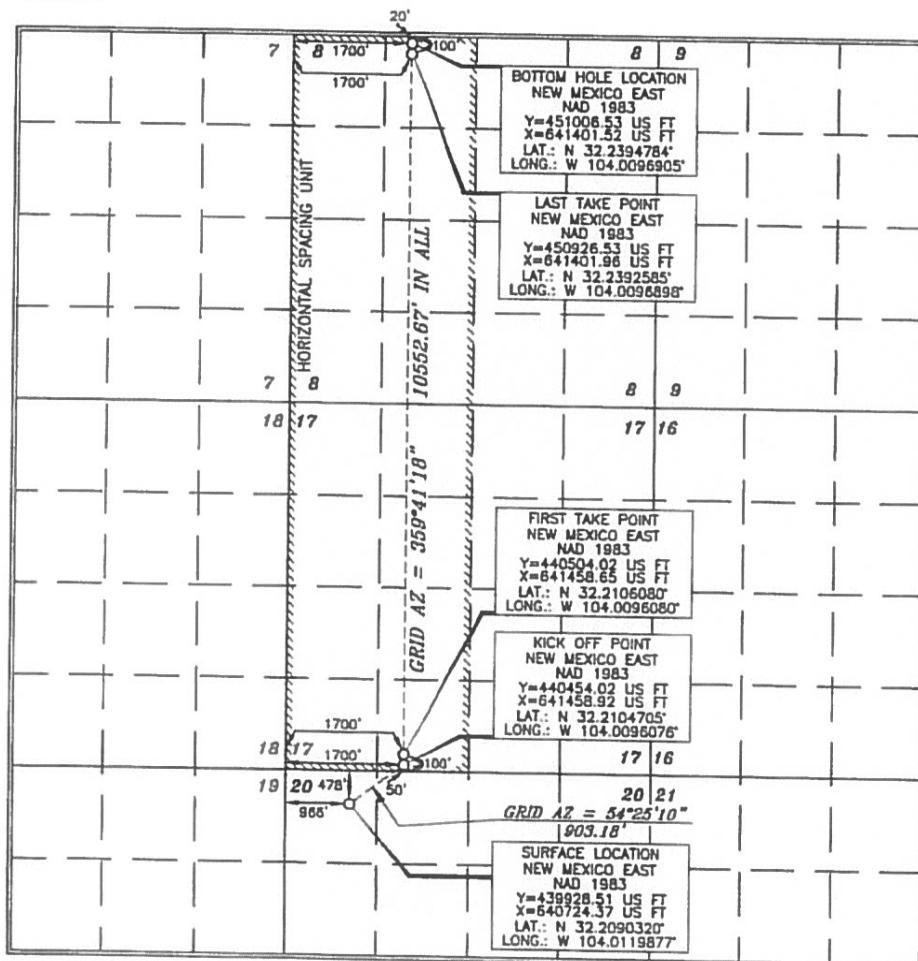 20'
7 8 1700' 100' 8 9
1700'
BOTTOM HOLE LOCATION
NEW MEXICO EAST
NAD 1983
Y=451006.53 US FT
X=641401.52 US FT
LAT.: N 32.2394784°
LONG.: W 104.0096905°
LAST TAKE POINT
NEW MEXICO EAST
NAD 1983
Y=450926.53 US FT
X=641401.96 US FT
LAT.: N 32.2392585°
LONG.: W 104.0096898°
HORIZONTAL SPACING UNIT
GRID AZ = 359°41'18" 10552.67' IN ALL
7 8 8 9
18 17 17 16
FIRST TAKE POINT
NEW MEXICO EAST
NAD 1983
Y=440504.02 US FT
X=641458.65 US FT
LAT.: N 32.2106080°
LONG.: W 104.0096080°
KICK OFF POINT
NEW MEXICO EAST
NAD 1983
Y=440454.02 US FT
X=641458.92 US FT
LAT.: N 32.2104705°
LONG.: W 104.0096076°
1700'
18 17 1700' 100' 17 16
19 20 478' 50' 20 21
GRID AZ = 54°25'10"
903.18'
SURFACE LOCATION
NEW MEXICO EAST
NAD 1983
Y=439928.51 US FT
X=640724.37 US FT
LAT.: N 32.2090320°
LONG.: W 104.0119877°